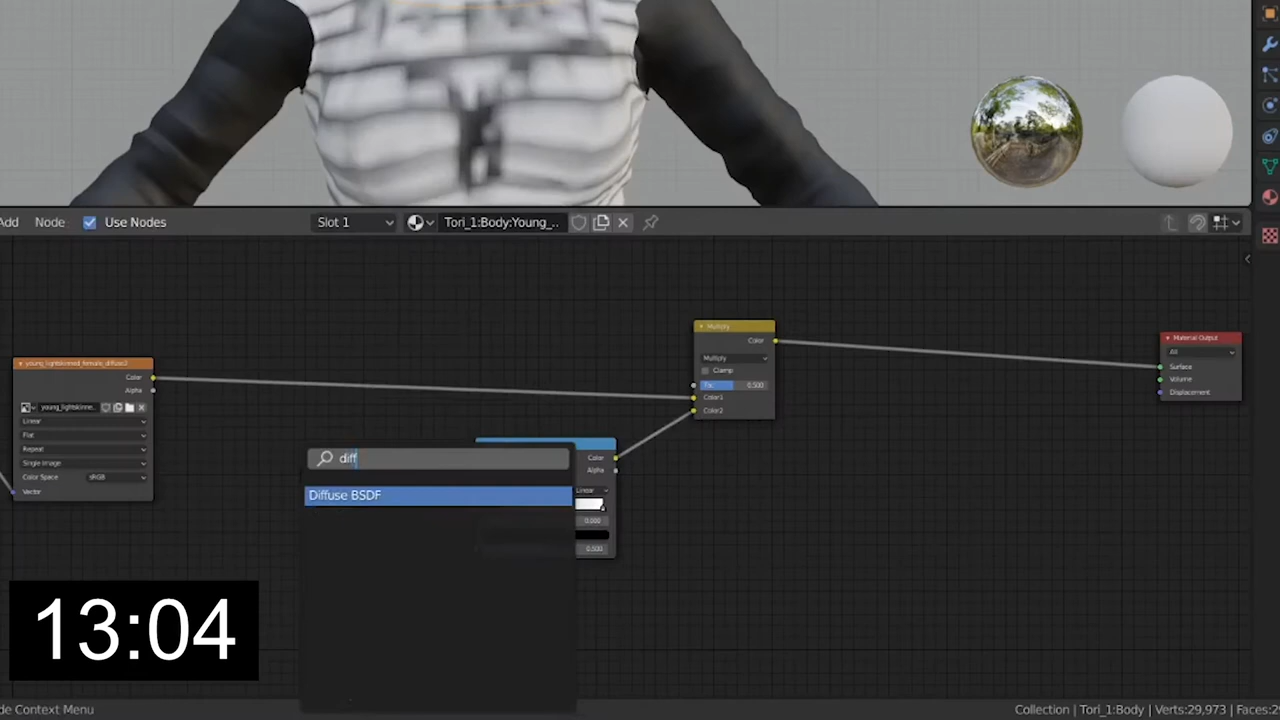 Add Node Use Nodes Slot 1 Tori_1:Body:Young_..
Multiply
Color
Multiply
Clamp
Fac 0.500
Color1
Color2
Material Output
All
Surface
Volume
Displacement
young_lightskinned_female_diffuse2
Color
Alpha
young_lightskinne..
Linear
Flat
Repeat
Single Image
Color Space sRGB
Vector
diff
Diffuse BSDF
Color
Alpha
Linear
0.000
0.500
13:04
de Context Menu
Collection | Tori_1:Body | Verts:29,973 | Faces:2